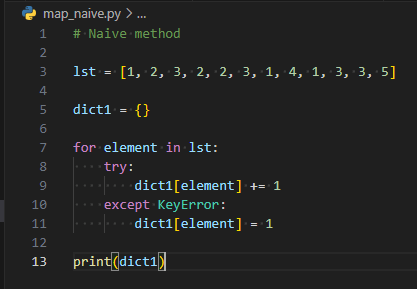 map_naive.py > ...
1 # Naive method
2
3 lst = [1, 2, 3, 2, 2, 3, 1, 4, 1, 3, 3, 5]
4
5 dict1 = {}
6
7 for element in lst:
8     try:
9         dict1[element] += 1
10     except KeyError:
11         dict1[element] = 1
12
13 print(dict1)